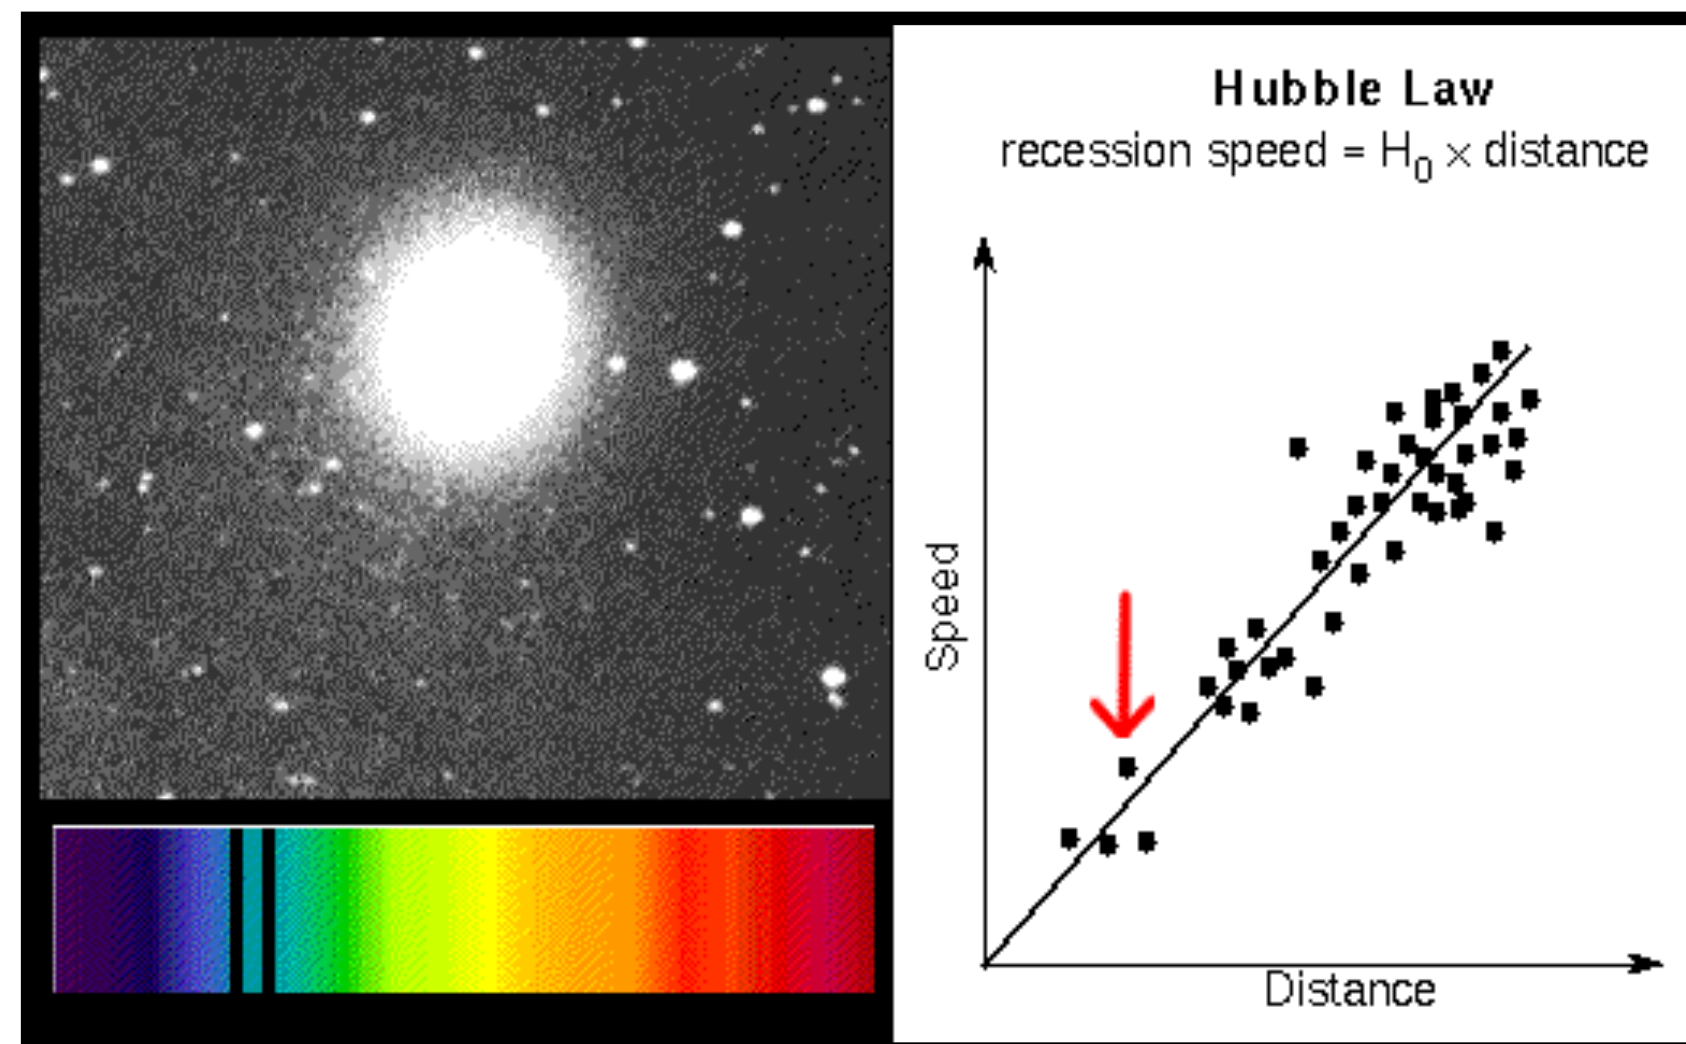 Hubble Law
recession speed = H₀ × distance
Speed
Distance